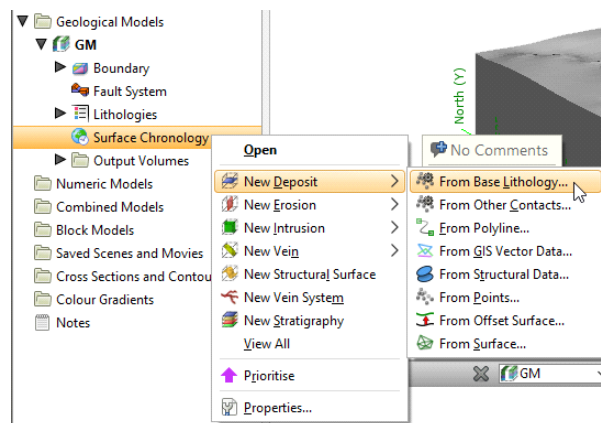 Geological Models
GM
Boundary
Fault System
Lithologies
Surface Chronology
Output Volumes
Numeric Models
Combined Models
Block Models
Saved Scenes and Movies
Cross Sections and Contou
Colour Gradients
Notes
Open
New Deposit
New Erosion
New Intrusion
New Vein
New Structural Surface
New Vein System
New Stratigraphy
View All
Prioritise
Properties...
No Comments
From Base Lithology...
From Other Contacts...
From Polyline...
From GIS Vector Data...
From Structural Data...
From Points...
From Offset Surface...
From Surface...
North (Y)
GM